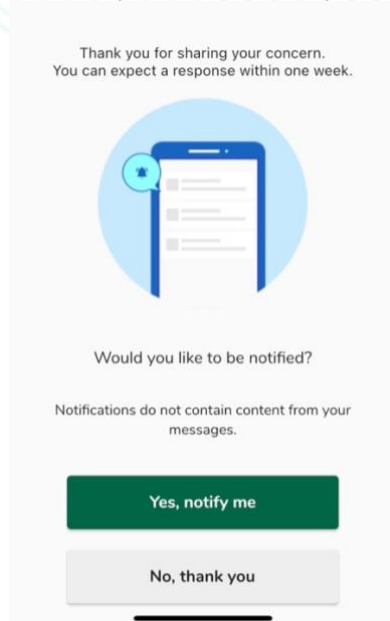 Thank you for sharing your concern.
You can expect a response within one week.
Would you like to be notified?
Notifications do not contain content from your
messages.
Yes, notify me
No, thank you